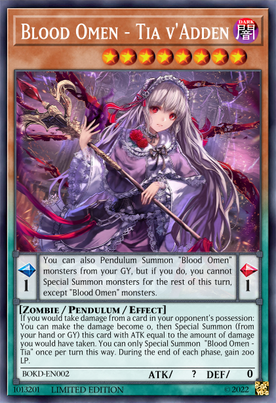 Blood Omen - Tia v'Adden
DARK
闇
You can also Pendulum Summon "Blood Omen"
monsters from your GY, but if you do, you cannot
Special Summon monsters for the rest of this turn,
except "Blood Omen" monsters.
1
1
[Zombie / Pendulum / Effect]
If you would take damage from a card in your opponent's possession:
You can make the damage become 0, then Special Summon (from
your hand or GY) this card with ATK equal to the amount of damage
you would have taken. You can only Special Summon "Blood Omen -
Tia" once per turn this way. During the end of each phase, gain 200
LP.
BOKD-EN002
ATK/ ? DEF/ 0
1013201 LIMITED EDITION
©2022